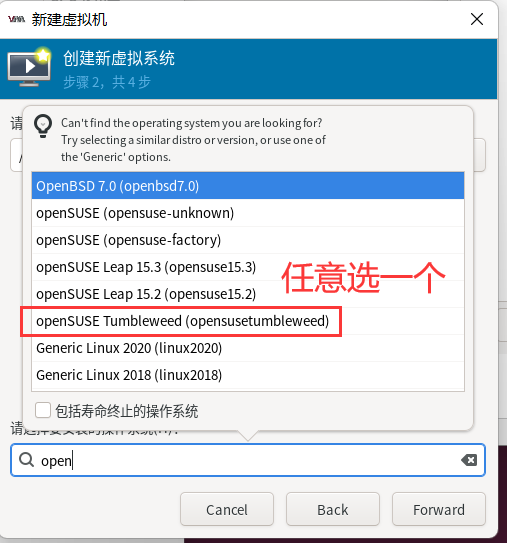 新建虚拟机
创建新虚拟系统
步骤 2，共 4 步
Can't find the operating system you are looking for?
Try selecting a similar distro or version, or use one of
the 'Generic' options.
OpenBSD 7.0 (openbsd7.0)
openSUSE (opensuse-unknown)
openSUSE (opensuse-factory)
openSUSE Leap 15.3 (opensuse15.3)
任意选一个
openSUSE Leap 15.2 (opensuse15.2)
openSUSE Tumbleweed (opensusetumbleweed)
Generic Linux 2020 (linux2020)
Generic Linux 2018 (linux2018)
包括寿命终止的操作系统
open
Cancel
Back
Forward